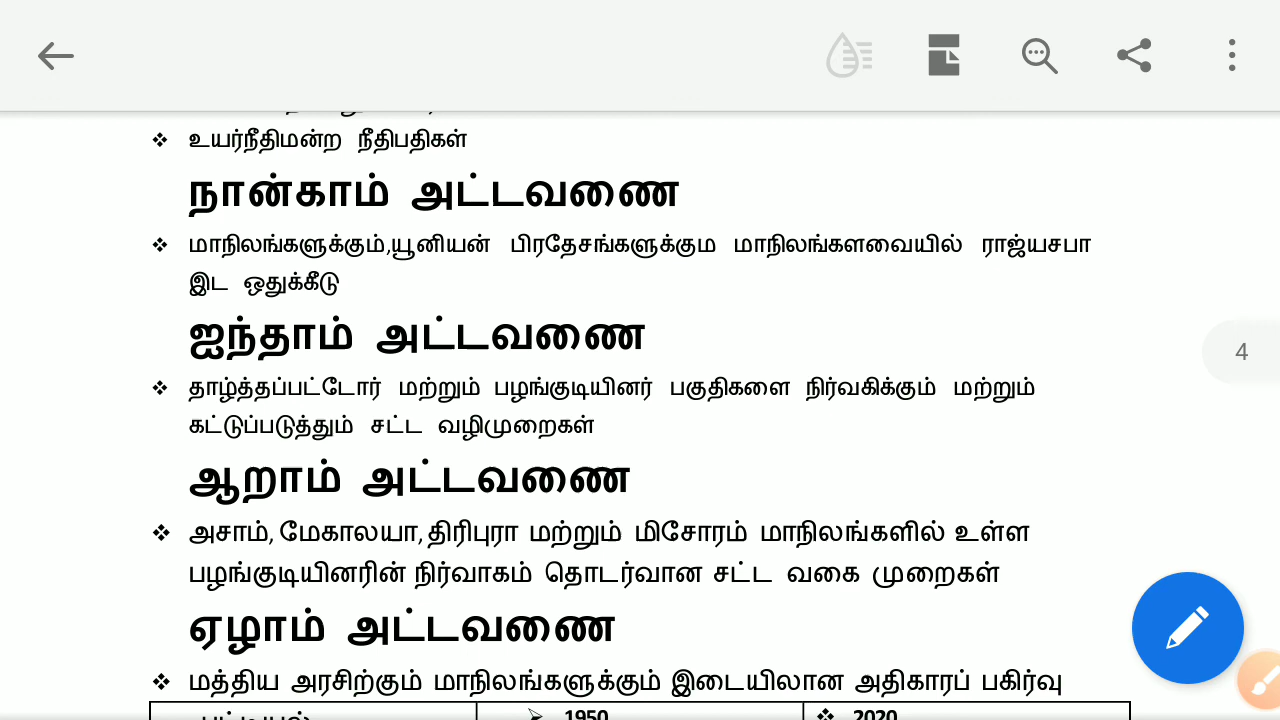 ❖ உயர்நீதிமன்ற நீதிபதிகள்
நான்காம் அட்டவணை
❖ மாநிலங்களுக்கும்,யூனியன் பிரதேசங்களுக்கும மாநிலங்களவையில் ராஜ்யசபா
இட ஒதுக்கீடு
ஐந்தாம் அட்டவணை
❖ தாழ்த்தப்பட்டோர் மற்றும் பழங்குடியினர் பகுதிகளை நிர்வகிக்கும் மற்றும்
கட்டுப்படுத்தும் சட்ட வழிமுறைகள்
4
ஆறாம் அட்டவணை
❖ அசாம், மேகாலயா, திரிபுரா மற்றும் மிசோரம் மாநிலங்களில் உள்ள
பழங்குடியினரின் நிர்வாகம் தொடர்வான சட்ட வகை முறைகள்
ஏழாம் அட்டவணை
❖ மத்திய அரசிற்கும் மாநிலங்களுக்கும் இடையிலான அதிகாரப் பகிர்வு
➢ 1950 ❖ 2020